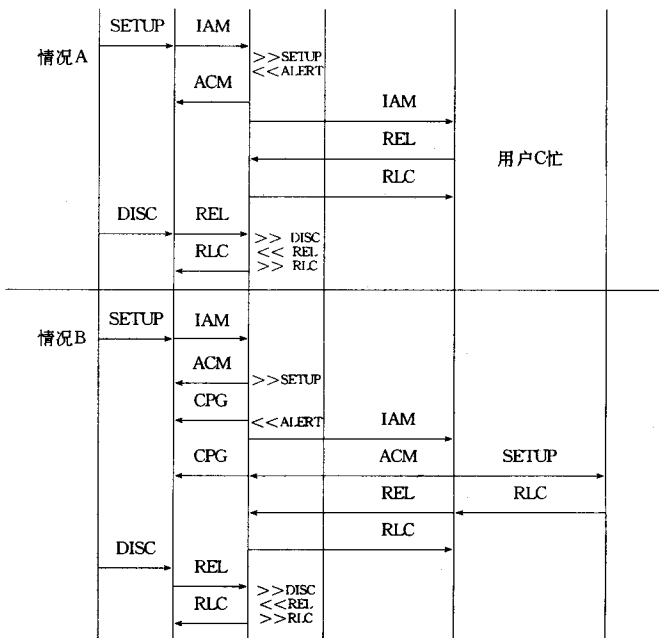 SETUP IAM
情况A
>>SETUP
<<ALERT
ACM
IAM
REL
用户C忙
RLC
DISC REL
>> DISC
RLC << REL
>> RLC
SETUP IAM
情况B
ACM
>>SETUP
CPG
<<ALERT
IAM
CPG ACM SETUP
REL RLC
RLC
DISC
REL
>>DISC
RLC <<REL
>>RLC